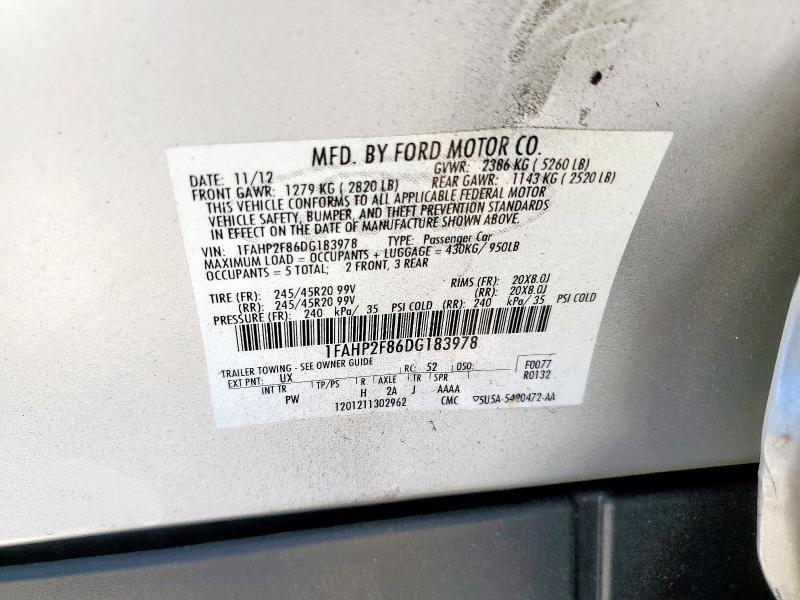 MFD. BY FORD MOTOR CO.
DATE: 11/12 GVWR: 2386 KG ( 5260 LB)
FRONT GAWR: 1279 KG ( 2820 LB) REAR GAWR: 1143 KG ( 2520 LB)
THIS VEHICLE CONFORMS TO ALL APPLICABLE FEDERAL MOTOR
VEHICLE SAFETY, BUMPER, AND THEFT PREVENTION STANDARDS
IN EFFECT ON THE DATE OF MANUFACTURE SHOWN ABOVE.
VIN: 1FAHP2F86DG183978 TYPE: Passenger Car
MAXIMUM LOAD = OCCUPANTS + LUGGAGE = 430KG/ 950LB
OCCUPANTS = 5 TOTAL; 2 FRONT, 3 REAR
TIRE (FR): 245/45R20 99V RIMS (FR): 20X8.0J
(RR): 245/45R20 99V (RR): 20X8.0J
PRESSURE (FR): 240 kPa/ 35 PSI COLD (RR): 240 kPa/ 35 PSI COLD
1FAHP2F86DG183978
TRAILER TOWING - SEE OWNER GUIDE
EXT PNT: UX RC: 52 DSO: F0077
INT TR TP/PS R AXLE TR SPR R0132
PW H 2A J AAAA
1201211302962 CMC ▽5U5A-5420472-AA